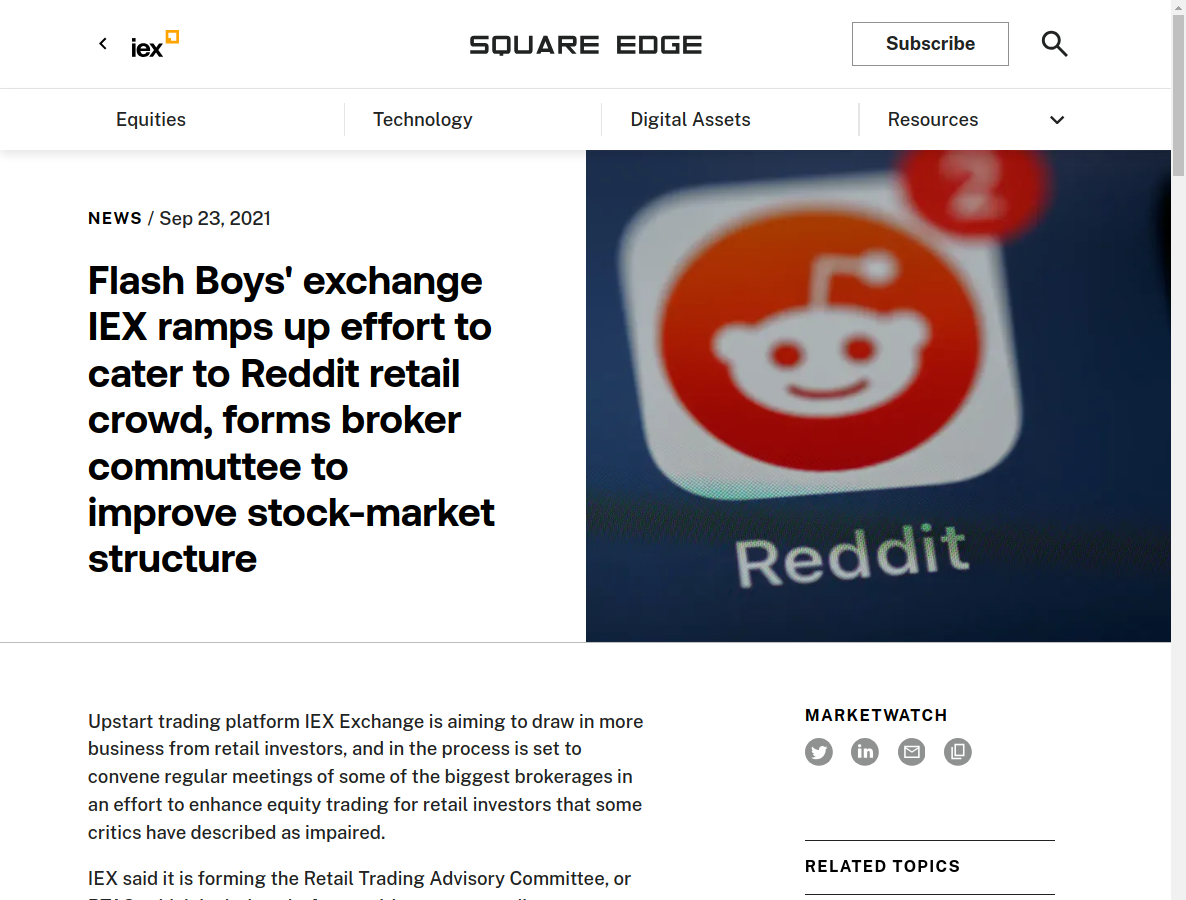 iex
SQUARE EDGE
Subscribe
Equities
Technology
Digital Assets
Resources
NEWS / Sep 23, 2021
Flash Boys' exchange
IEX ramps up effort to
cater to Reddit retail
crowd, forms broker
commuttee to
improve stock-market
structure
2
Reddit
Upstart trading platform IEX Exchange is aiming to draw in more
business from retail investors, and in the process is set to
convene regular meetings of some of the biggest brokerages in
an effort to enhance equity trading for retail investors that some
critics have described as impaired.
IEX said it is forming the Retail Trading Advisory Committee, or
MARKETWATCH
in
RELATED TOPICS